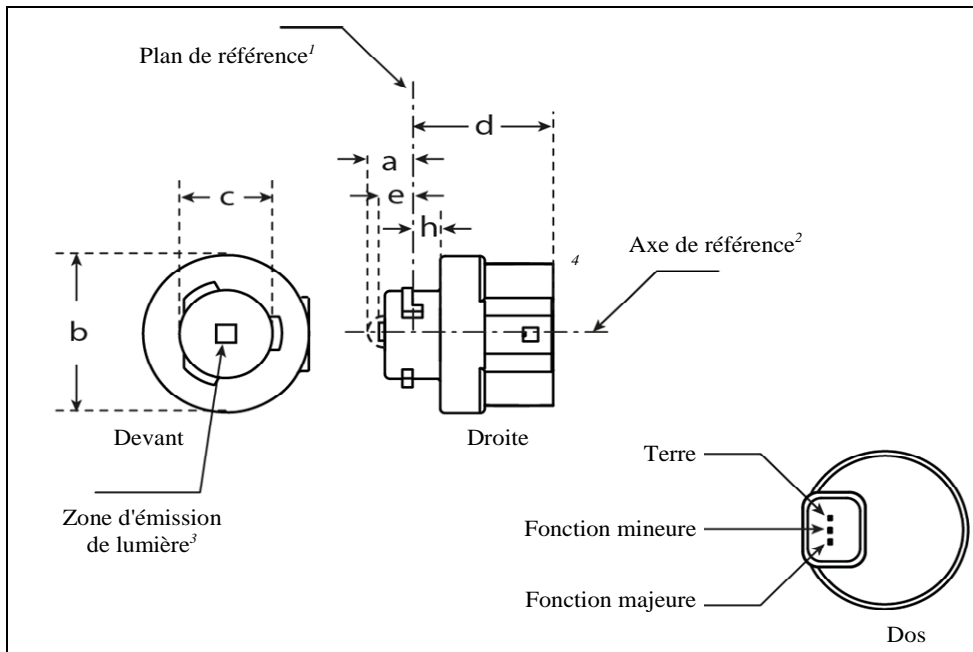 Plan de référence1
d
a
e
c
h
4
Axe de référence2
b
Devant
Droite
Terre
Zone d'émission
de lumière3
Fonction mineure
Fonction majeure
Dos